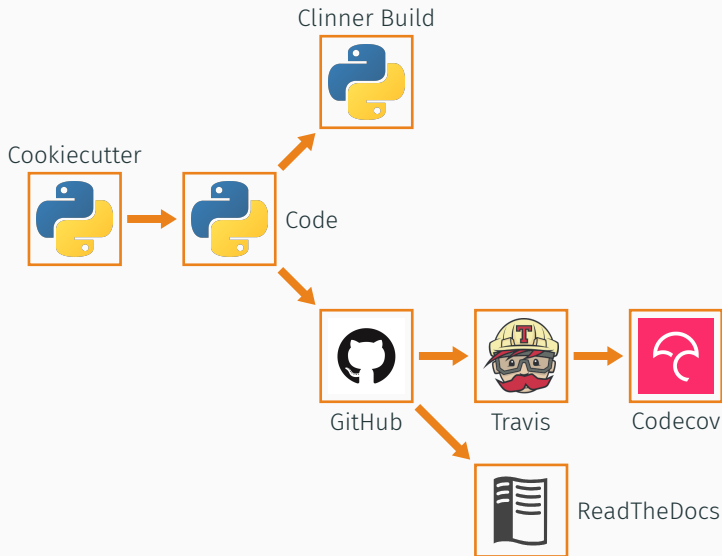 Clinner Build
Cookiecutter
Code
T
GitHub
Travis
Codecov
ReadTheDocs